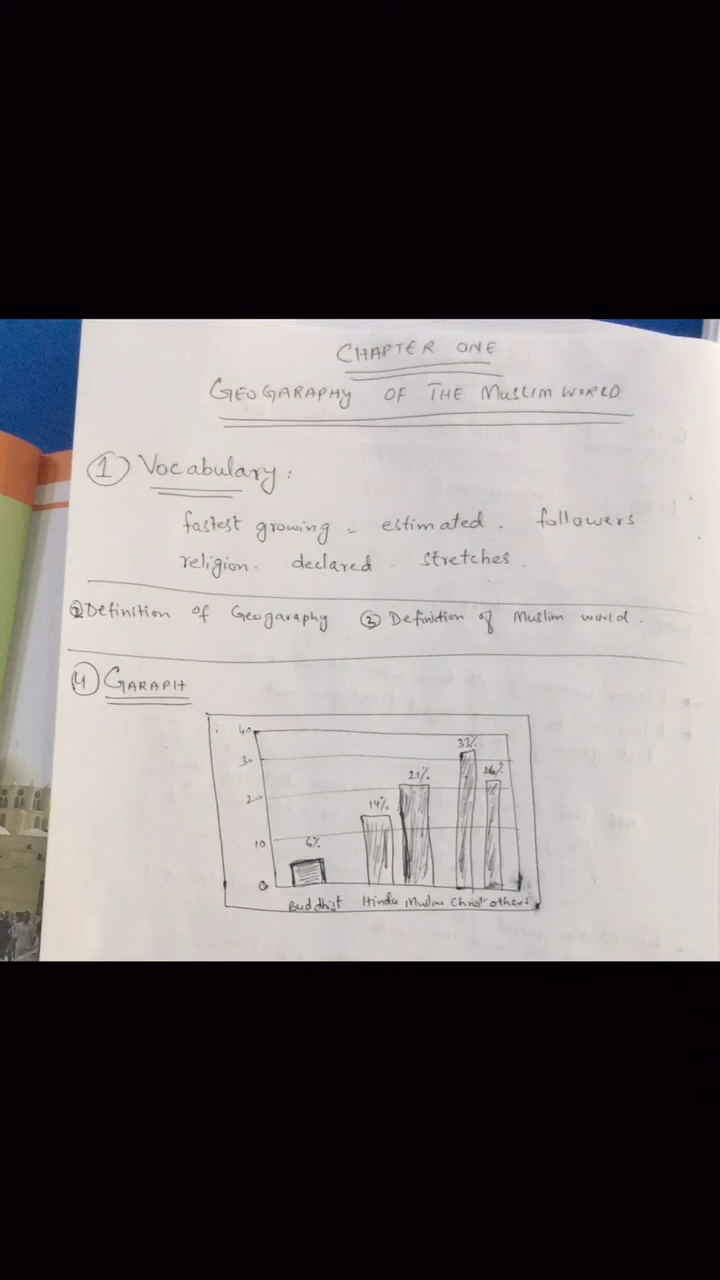 CHAPTER ONE
GEOGARAPHY OF THE MUSLIM WORLD
① Vocabulary:
fastest growing - estimated. followers
religion. declared - stretches.
② Definition of Geogaraphy ③ Definition of Muslim world.
④ GARAPH
40
30
20
10
0
6%
14%
21%
33%
26%
Buddhist Hindu Muslim Christ others